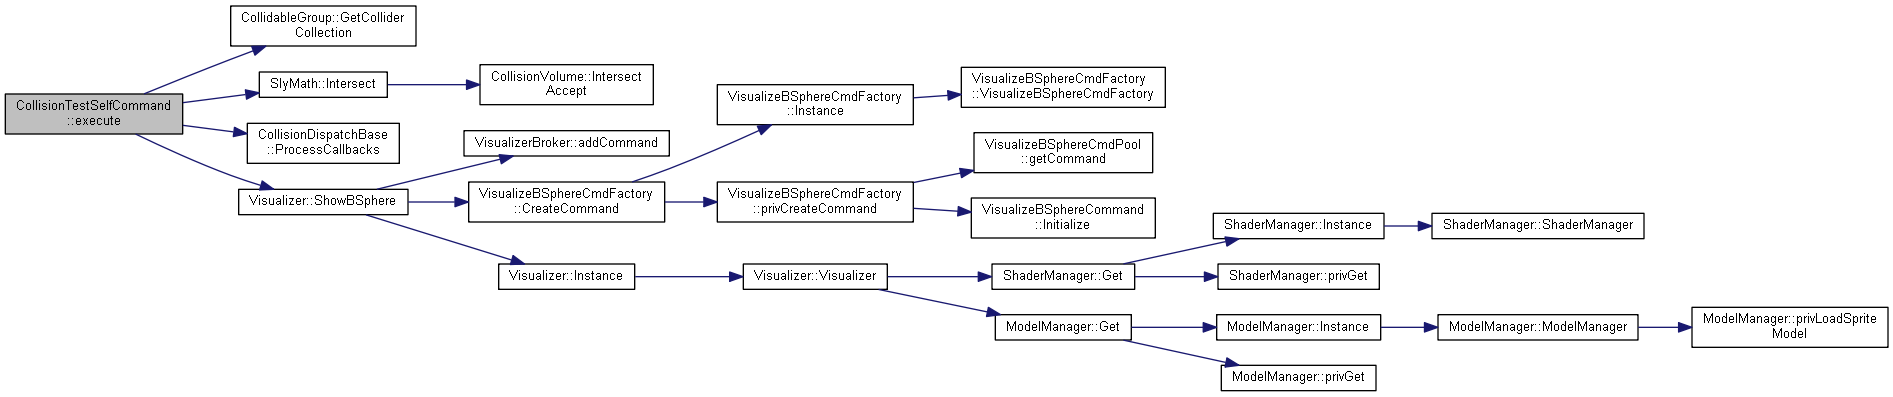 CollisionTestSelfCommand
::execute
CollidableGroup::GetCollider
Collection
SlyMath::Intersect
CollisionDispatchBase
::ProcessCallbacks
Visualizer::ShowBSphere
CollisionVolume::Intersect
Accept
VisualizerBroker::addCommand
VisualizeBSphereCmdFactory
::CreateCommand
Visualizer::Instance
VisualizeBSphereCmdFactory
::Instance
VisualizeBSphereCmdFactory
::privCreateCommand
Visualizer::Visualizer
VisualizeBSphereCmdFactory
::VisualizeBSphereCmdFactory
VisualizeBSphereCmdPool
::getCommand
VisualizeBSphereCommand
::Initialize
ShaderManager::Get
ModelManager::Get
ShaderManager::Instance
ShaderManager::privGet
ModelManager::Instance
ModelManager::privGet
ShaderManager::ShaderManager
ModelManager::ModelManager
ModelManager::privLoadSprite
Model